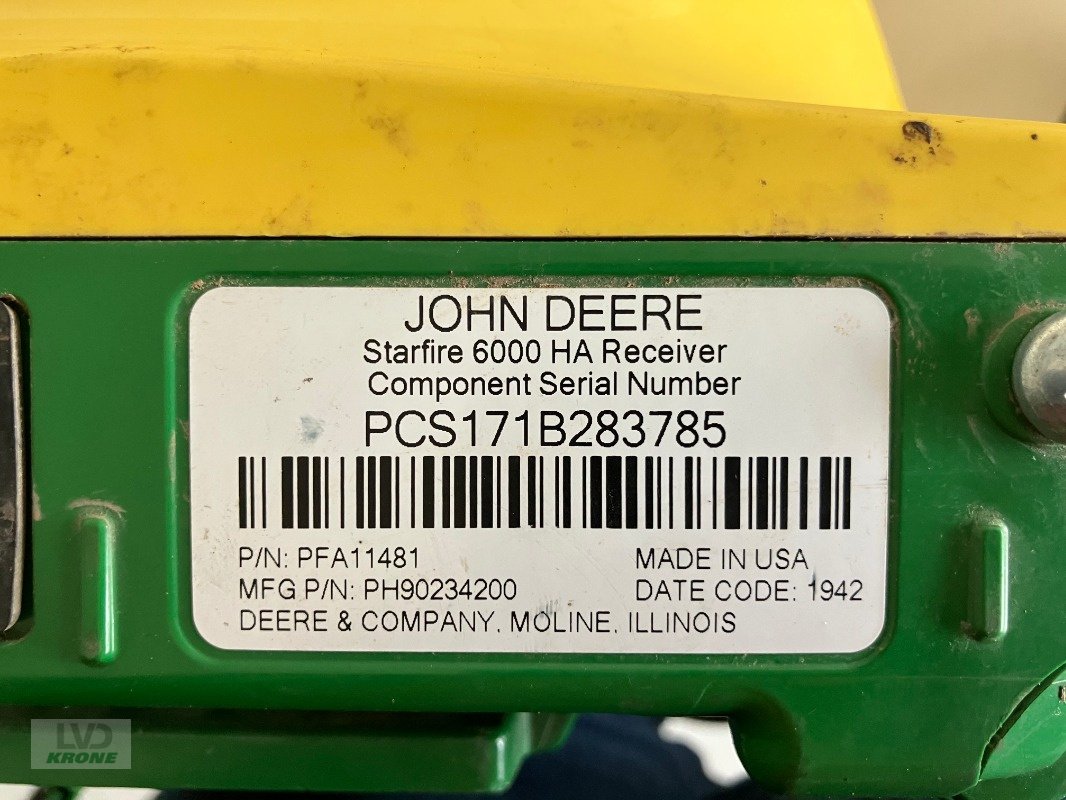 JOHN DEERE
Starfire 6000 HA Receiver
Component Serial Number
PCS171B283785
P/N: PFA11481
MADE IN USA
MFG P/N: PH90234200
DATE CODE: 1942
DEERE & COMPANY, MOLINE, ILLINOIS
LVD
KRONE